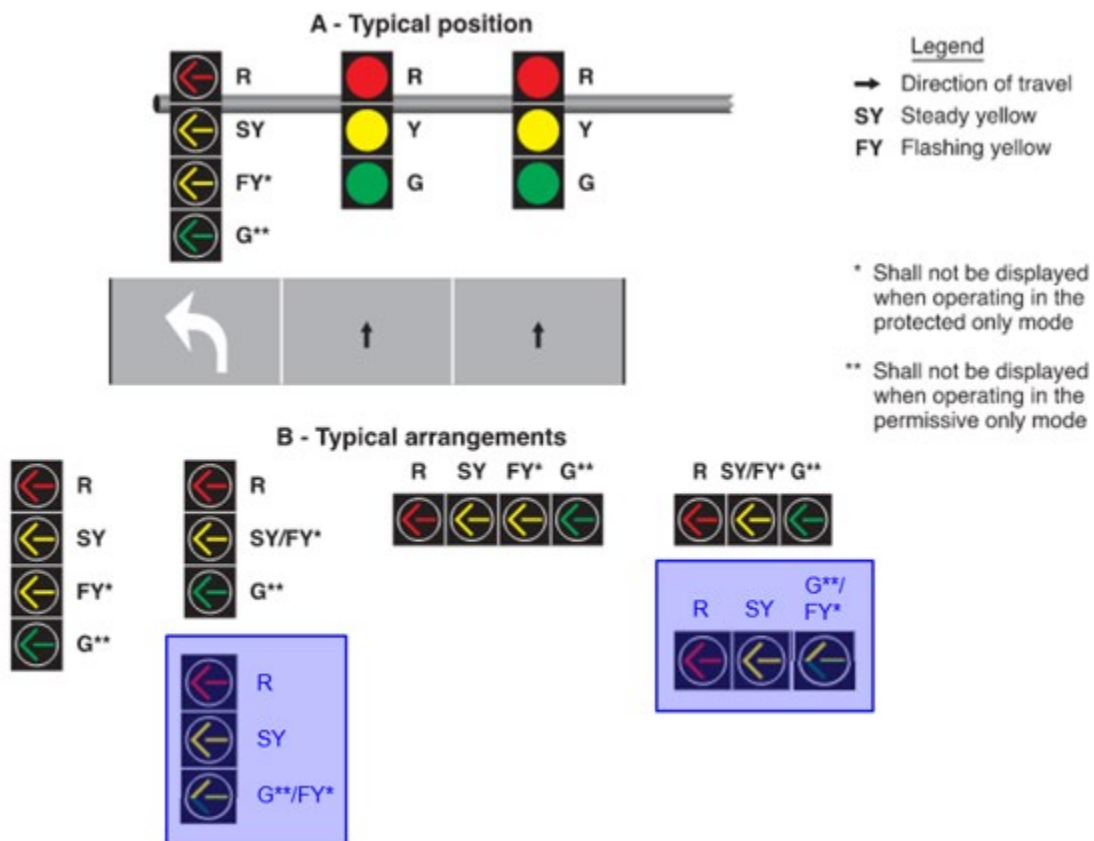 A - Typical position
R
SY
FY*
G**
R
Y
G
R
Y
G
Legend
Direction of travel
SY Steady yellow
FY Flashing yellow
* Shall not be displayed
when operating in the
protected only mode
** Shall not be displayed
when operating in the
permissive only mode
B - Typical arrangements
R
SY
FY*
G**
R
SY/FY*
G**
R
SY
G**/FY*
R SY FY* G**
R SY/FY* G**
R SY G**/
FY*